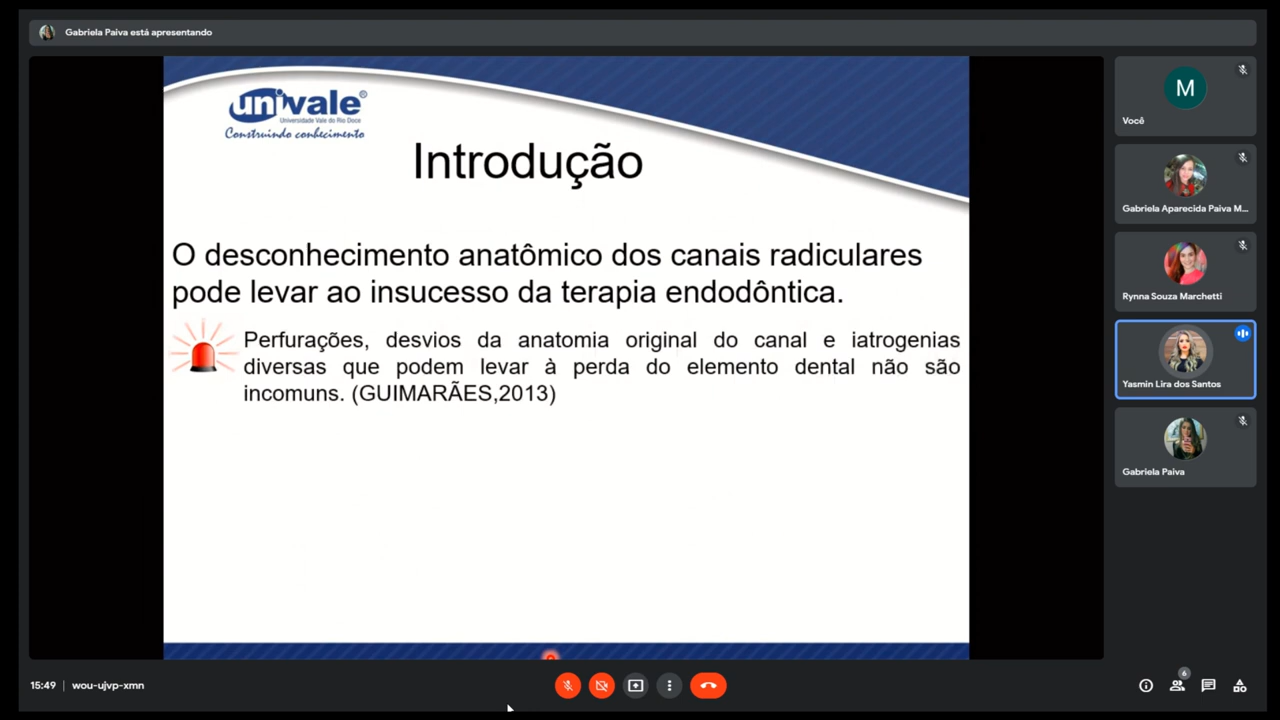 Gabriela Paiva está apresentando
univale®
Universidade Vale do Rio Doce
Construindo conhecimento
Introdução
O desconhecimento anatômico dos canais radiculares
pode levar ao insucesso da terapia endodôntica.
Perfurações, desvios da anatomia original do canal e iatrogenias
diversas que podem levar à perda do elemento dental não são
incomuns. (GUIMARÃES,2013)
M
Você
Gabriela Aparecida Paiva M...
Rynna Souza Marchetti
Yasmin Lira dos Santos
Gabriela Paiva
15:49 | wou-ujvp-xmn
6